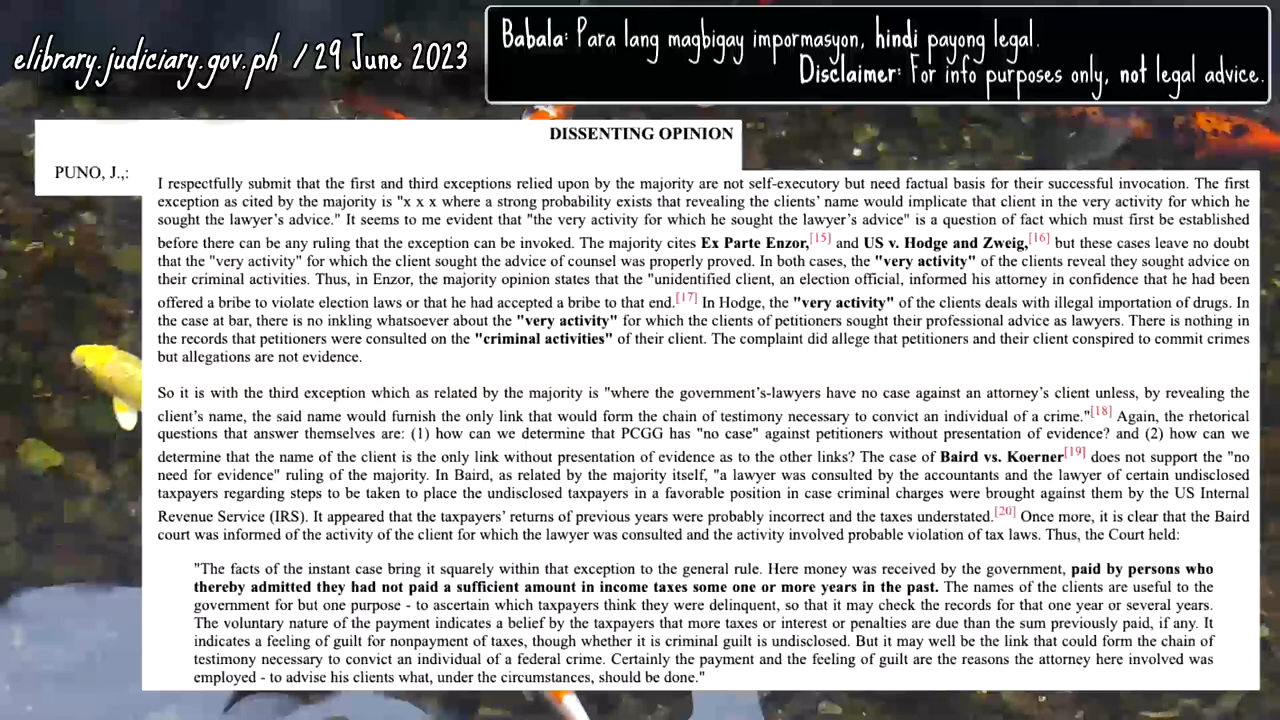 elibrary.judiciary.gov.ph / 29 June 2023
Babala: Para lang magbigay impormasyon, hindi payong legal.
Disclaimer: For info purposes only, not legal advice.
DISSENTING OPINION
PUNO, J.,:
I respectfully submit that the first and third exceptions relied upon by the majority are not self-executory but need factual basis for their successful invocation. The first
exception as cited by the majority is "x x x where a strong probability exists that revealing the clients' name would implicate that client in the very activity for which he
sought the lawyer's advice." It seems to me evident that "the very activity for which he sought the lawyer's advice" is a question of fact which must first be established
before there can be any ruling that the exception can be invoked. The majority cites Ex Parte Enzor,[15] and US v. Hodge and Zweig,[16] but these cases leave no doubt
that the "very activity" for which the client sought the advice of counsel was properly proved. In both cases, the "very activity" of the clients reveal they sought advice on
their criminal activities. Thus, in Enzor, the majority opinion states that the "unidentified client, an election official, informed his attorney in confidence that he had been
offered a bribe to violate election laws or that he had accepted a bribe to that end.[17] In Hodge, the "very activity" of the clients deals with illegal importation of drugs. In
the case at bar, there is no inkling whatsoever about the "very activity" for which the clients of petitioners sought their professional advice as lawyers. There is nothing in
the records that petitioners were consulted on the "criminal activities" of their client. The complaint did allege that petitioners and their client conspired to commit crimes
but allegations are not evidence.
So it is with the third exception which as related by the majority is "where the government's-lawyers have no case against an attorney's client unless, by revealing the
client's name, the said name would furnish the only link that would form the chain of testimony necessary to convict an individual of a crime."[18] Again, the rhetorical
questions that answer themselves are: (1) how can we determine that PCGG has "no case" against petitioners without presentation of evidence? and (2) how can we
determine that the name of the client is the only link without presentation of evidence as to the other links? The case of Baird vs. Koerner[19] does not support the "no
need for evidence" ruling of the majority. In Baird, as related by the majority itself, "a lawyer was consulted by the accountants and the lawyer of certain undisclosed
taxpayers regarding steps to be taken to place the undisclosed taxpayers in a favorable position in case criminal charges were brought against them by the US Internal
Revenue Service (IRS). It appeared that the taxpayers' returns of previous years were probably incorrect and the taxes understated.[20] Once more, it is clear that the Baird
court was informed of the activity of the client for which the lawyer was consulted and the activity involved probable violation of tax laws. Thus, the Court held:
"The facts of the instant case bring it squarely within that exception to the general rule. Here money was received by the government, paid by persons who
thereby admitted they had not paid a sufficient amount in income taxes some one or more years in the past. The names of the clients are useful to the
government for but one purpose - to ascertain which taxpayers think they were delinquent, so that it may check the records for that one year or several years.
The voluntary nature of the payment indicates a belief by the taxpayers that more taxes or interest or penalties are due than the sum previously paid, if any. It
indicates a feeling of guilt for nonpayment of taxes, though whether it is criminal guilt is undisclosed. But it may well be the link that could form the chain of
testimony necessary to convict an individual of a federal crime. Certainly the payment and the feeling of guilt are the reasons the attorney here involved was
employed - to advise his clients what, under the circumstances, should be done."